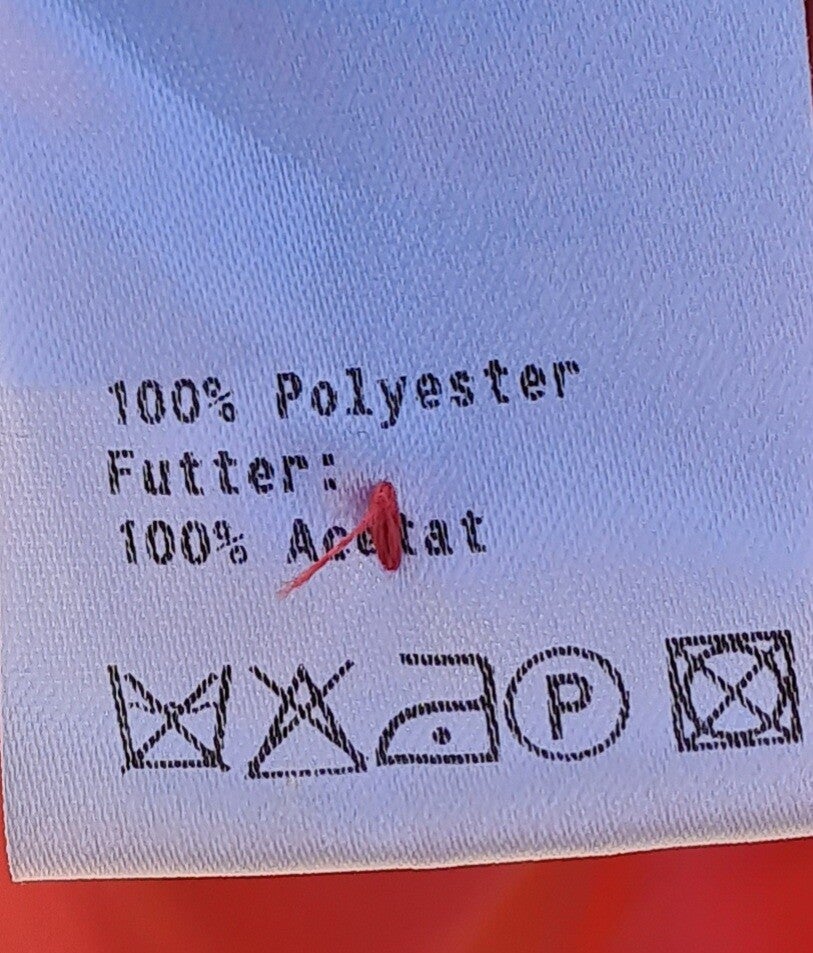 100% Polyester
Futter:
100% Acetat
P